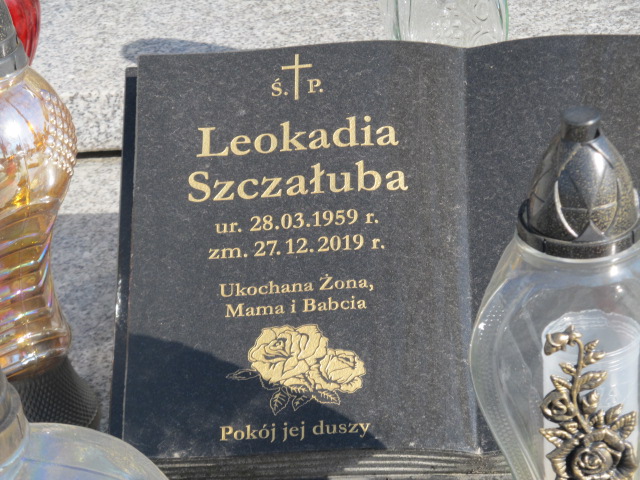 Ś. P.
Leokadia
Szczałuba
ur. 28.03.1959 r.
zm. 27.12.2019 r.
Ukochana Żona,
Mama i Babcia
Pokój jej duszy